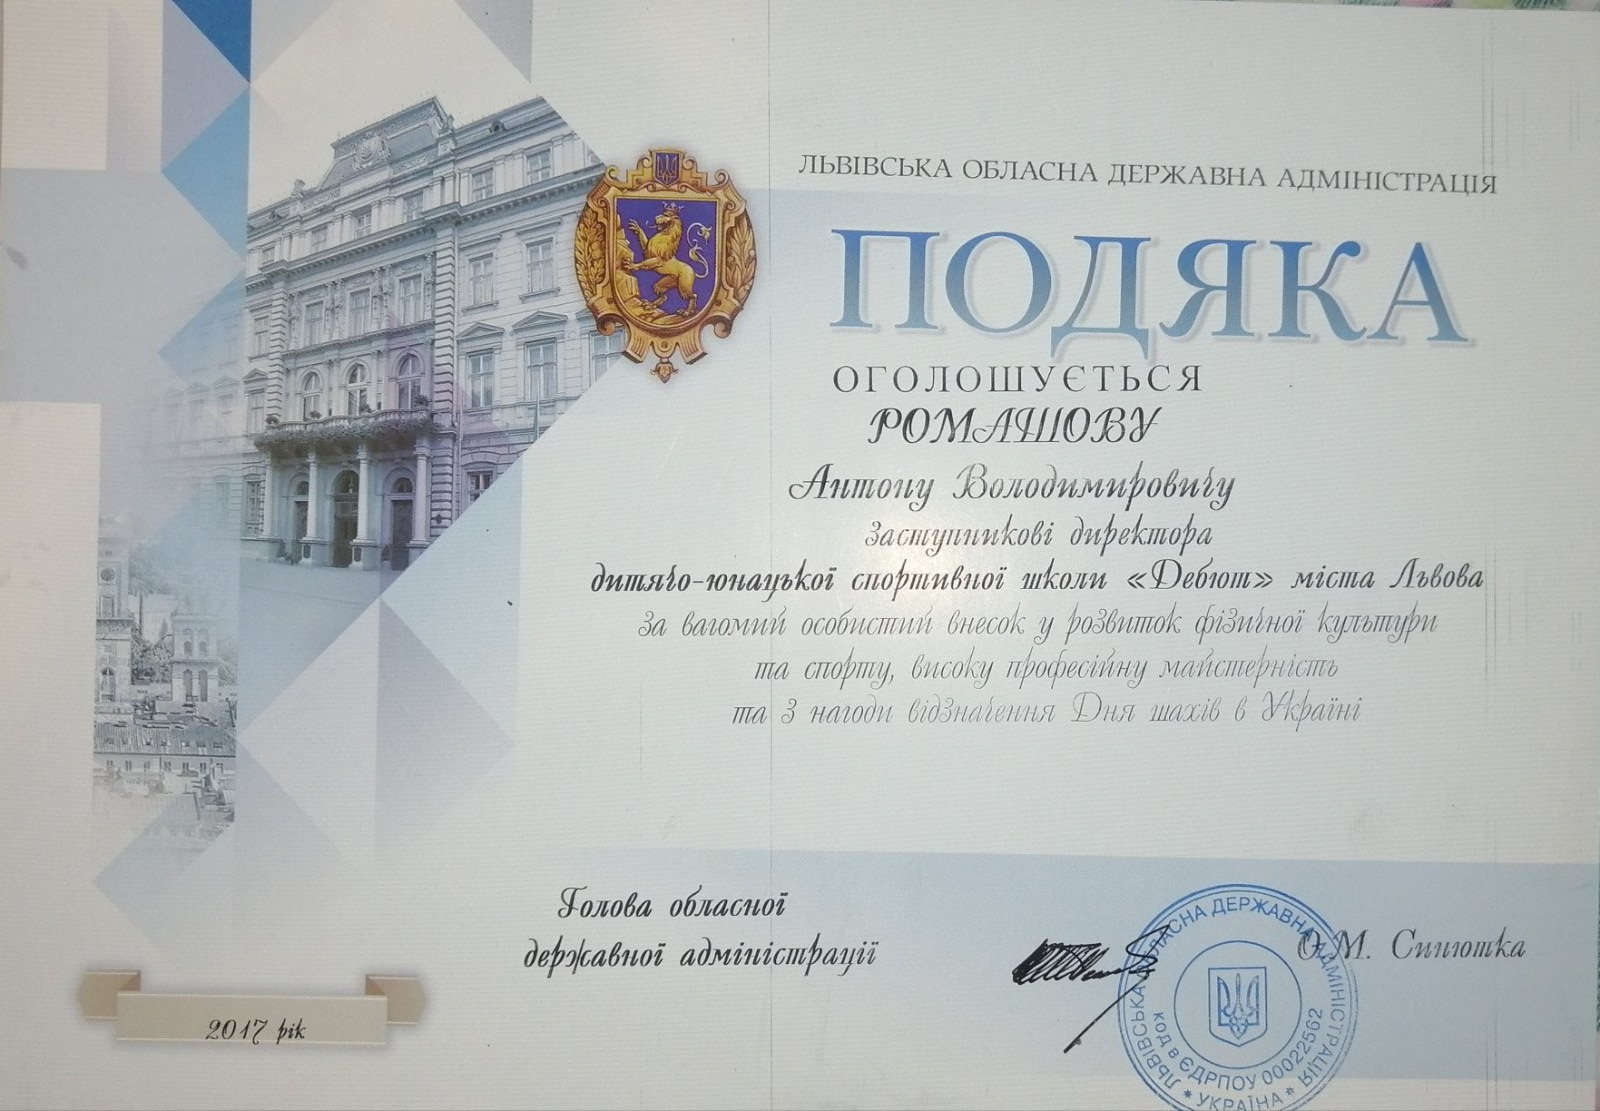 ЛЬВІВСЬКА ОБЛАСНА ДЕРЖАВНА АДМІНІСТРАЦІЯ
ПОДЯКА
ОГОЛОШУЄТЬСЯ
РОМАШОВУ
Антону Володимировичу
заступникові директора
дитячо-юнацької спортивної школи «Дебют» міста Львова
за вагомий особистий внесок у розвиток фізичної культури
та спорту, високу професійну майстерність
та з нагоди відзначення Дня шахів в Україні
Голова обласної
державної адміністрації
О.М. Синютка
ЛЬВІВСЬКА ОБЛАСНА ДЕРЖАВНА АДМІНІСТРАЦІЯ
КОД В ЄДРПОУ 00022562
* УКРАЇНА *
2017 рік